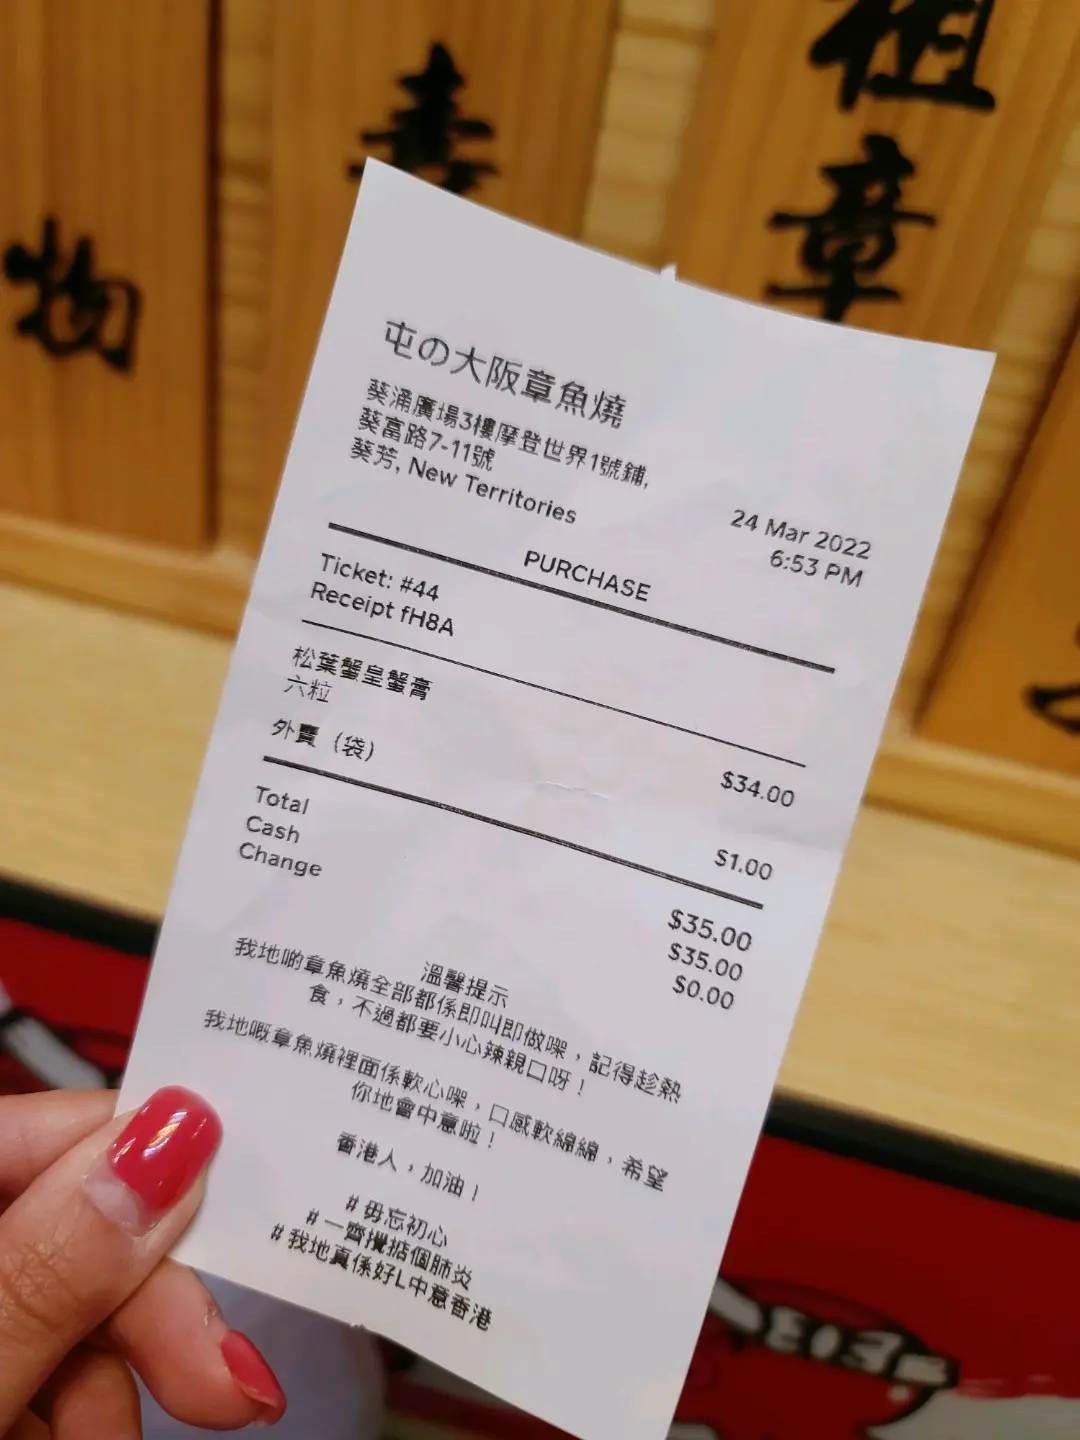 物
毒
祖
章
屯の大阪章魚燒
葵涌廣場3樓摩登世界1號鋪,
葵富路7-11號
葵芳, New Territories
24 Mar 2022
6:53 PM
PURCHASE
Ticket: #44
Receipt fH8A
松葉蟹皇蟹膏
六粒
$34.00
外賣 (袋)
$1.00
Total
$35.00
Cash
$35.00
Change
$0.00
溫馨提示
我地啲章魚燒全部都係即叫即做㗎，記得趁熱
食，不過都要小心辣親口呀！
我地嘅章魚燒裡面係軟心㗎，口感軟綿綿，希望
你地會中意啦！
香港人，加油！
# 毋忘初心
# 一齊攪掂個肺炎
# 我地真係好L中意香港